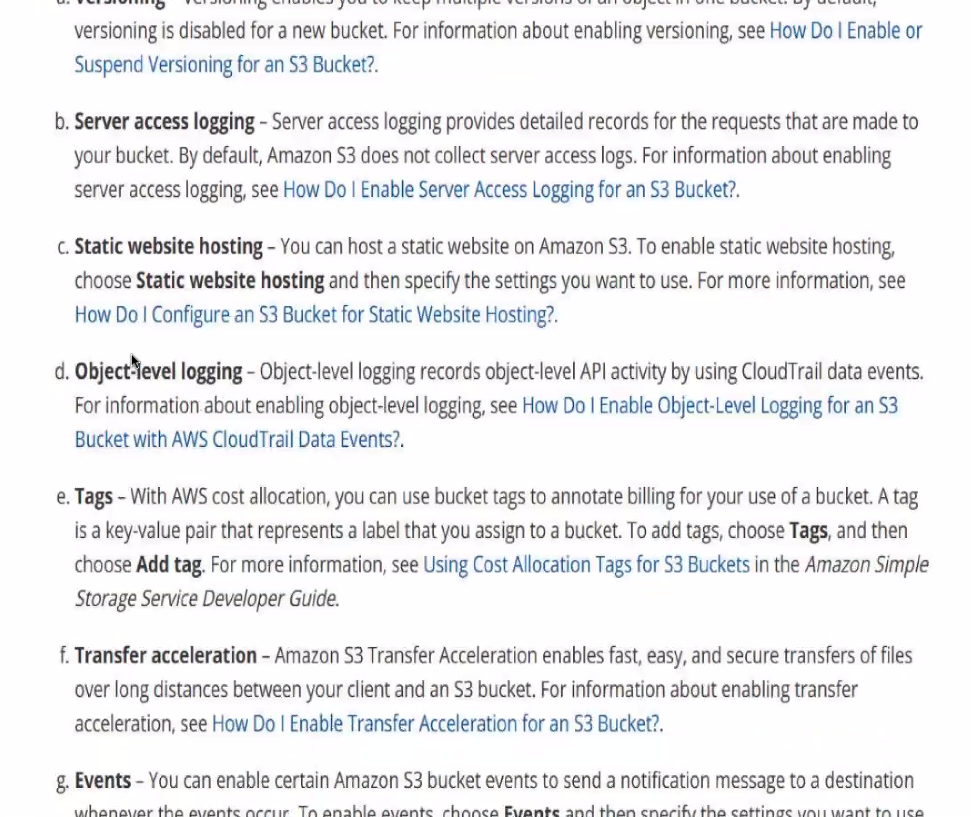 a. Versioning – Versioning enables you to keep multiple versions of an object in one bucket. By default,
versioning is disabled for a new bucket. For information about enabling versioning, see How Do I Enable or
Suspend Versioning for an S3 Bucket?.
b. Server access logging – Server access logging provides detailed records for the requests that are made to
your bucket. By default, Amazon S3 does not collect server access logs. For information about enabling
server access logging, see How Do I Enable Server Access Logging for an S3 Bucket?.
c. Static website hosting – You can host a static website on Amazon S3. To enable static website hosting,
choose Static website hosting and then specify the settings you want to use. For more information, see
How Do I Configure an S3 Bucket for Static Website Hosting?.
d. Object-level logging – Object-level logging records object-level API activity by using CloudTrail data events.
For information about enabling object-level logging, see How Do I Enable Object-Level Logging for an S3
Bucket with AWS CloudTrail Data Events?.
e. Tags – With AWS cost allocation, you can use bucket tags to annotate billing for your use of a bucket. A tag
is a key-value pair that represents a label that you assign to a bucket. To add tags, choose Tags, and then
choose Add tag. For more information, see Using Cost Allocation Tags for S3 Buckets in the Amazon Simple
Storage Service Developer Guide.
f. Transfer acceleration – Amazon S3 Transfer Acceleration enables fast, easy, and secure transfers of files
over long distances between your client and an S3 bucket. For information about enabling transfer
acceleration, see How Do I Enable Transfer Acceleration for an S3 Bucket?.
g. Events – You can enable certain Amazon S3 bucket events to send a notification message to a destination
whenever the events occur. To enable events, choose Events and then specify the settings you want to use.